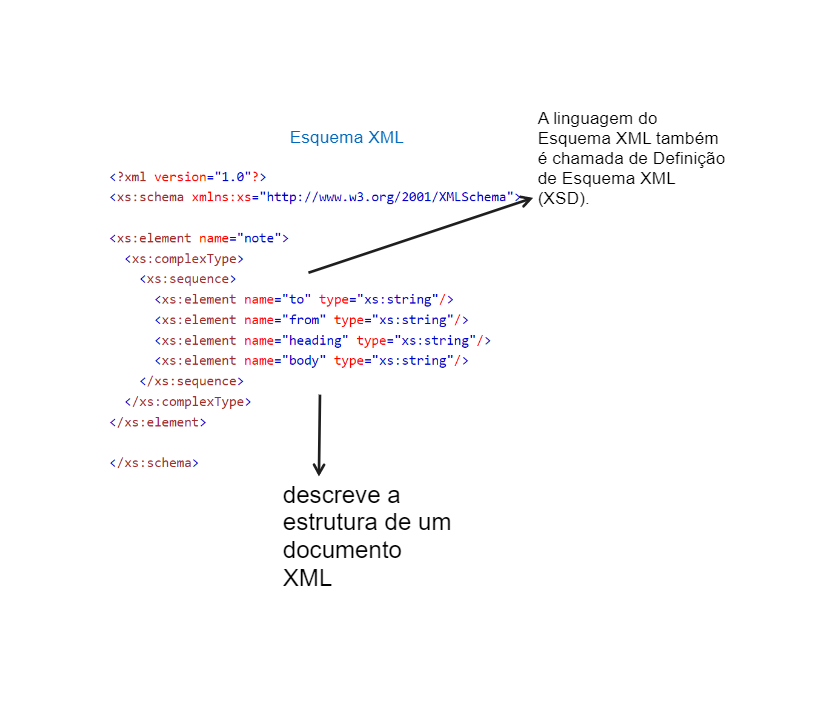 Esquema XML
A linguagem do
Esquema XML também
é chamada de Definição
de Esquema XML
(XSD).
<?xml version="1.0"?>
<xs:schema xmlns:xs="http://www.w3.org/2001/XMLSchema">
<xs:element name="note">
<xs:complexType>
<xs:sequence>
<xs:element name="to" type="xs:string"/>
<xs:element name="from" type="xs:string"/>
<xs:element name="heading" type="xs:string"/>
<xs:element name="body" type="xs:string"/>
</xs:sequence>
</xs:complexType>
</xs:element>
</xs:schema>
descreve a
estrutura de um
documento
XML